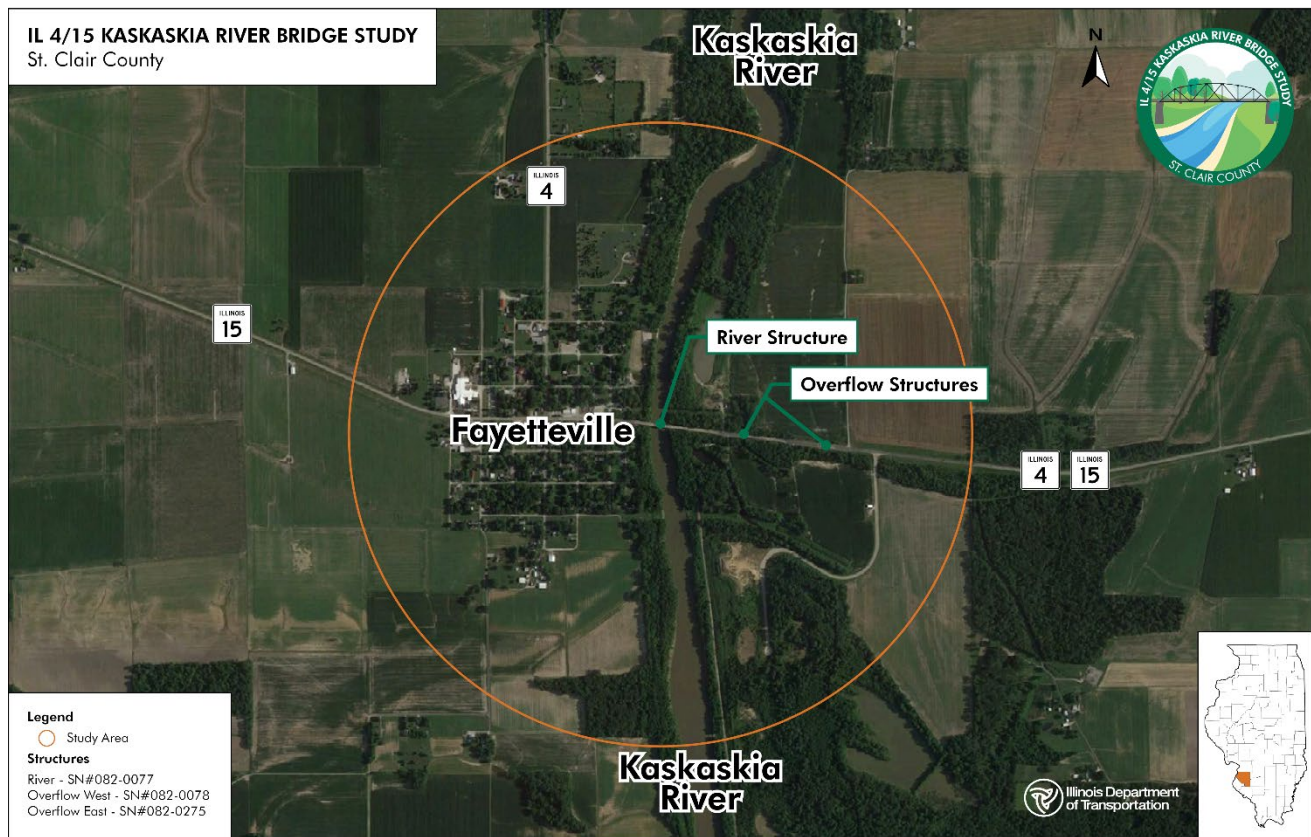 IL 4/15 KASKASKIA RIVER BRIDGE STUDY
St. Clair County
Kaskaskia
River
N
IL 4/15 KASKASKIA RIVER BRIDGE STUDY
ST. CLAIR COUNTY
ILLINOIS
4
ILLINOIS
15
River Structure
Overflow Structures
Fayetteville
ILLINOIS
4
ILLINOIS
15
Kaskaskia
River
Legend
Study Area
Structures
River - SN#082-0077
Overflow West - SN#082-0078
Overflow East - SN#082-0275
Illinois Department
of Transportation